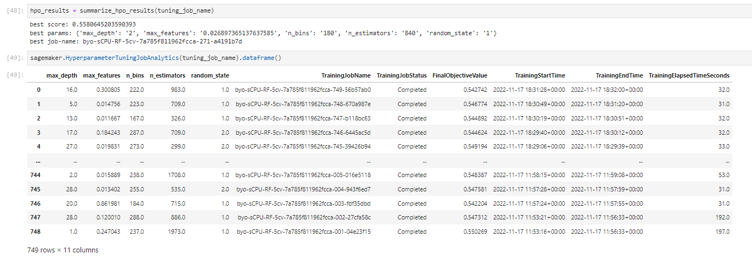 [48]: hpo_results = summarize_hpo_results(tuning_job_name)
best score: 0.5580645203590393
best params: {'max_depth': '2', 'max_features': '0.026897365137637585', 'n_bins': '180', 'n_estimators': '840', 'random_state': '1'}
best job-name: byo-sCPU-RF-5cv-7a785f811962fcca-271-a4191b7d
[49]: sagemaker.HyperparameterTuningJobAnalytics(tuning_job_name).dataframe()
[49]: max_depth max_features n_bins n_estimators random_state TrainingJobName TrainingJobStatus FinalObjectiveValue TrainingStartTime TrainingEndTime TrainingElapsedTimeSeconds
0 16.0 0.300805 222.0 983.0 1.0 byo-sCPU-RF-5cv-7a785f811962fcca-749-56b57ab0 Completed 0.542742 2022-11-17 18:31:28+00:00 2022-11-17 18:32:00+00:00 32.0
1 5.0 0.014756 223.0 709.0 1.0 byo-sCPU-RF-5cv-7a785f811962fcca-748-670a987e Completed 0.546774 2022-11-17 18:30:49+00:00 2022-11-17 18:31:20+00:00 31.0
2 13.0 0.011667 167.0 326.0 1.0 byo-sCPU-RF-5cv-7a785f811962fcca-747-b118bc63 Completed 0.544892 2022-11-17 18:30:19+00:00 2022-11-17 18:30:51+00:00 32.0
3 17.0 0.184243 287.0 709.0 2.0 byo-sCPU-RF-5cv-7a785f811962fcca-746-6445ac5d Completed 0.544624 2022-11-17 18:29:40+00:00 2022-11-17 18:30:12+00:00 32.0
4 27.0 0.019831 273.0 299.0 2.0 byo-sCPU-RF-5cv-7a785f811962fcca-745-39426b94 Completed 0.549194 2022-11-17 18:29:06+00:00 2022-11-17 18:29:39+00:00 33.0
... ... ... ... ... ... ... ... ... ... ... ...
744 2.0 0.015889 238.0 1708.0 1.0 byo-sCPU-RF-5cv-7a785f811962fcca-005-016e5118 Completed 0.548387 2022-11-17 11:58:15+00:00 2022-11-17 11:59:08+00:00 53.0
745 28.0 0.013402 255.0 535.0 2.0 byo-sCPU-RF-5cv-7a785f811962fcca-004-943f6ed7 Completed 0.547581 2022-11-17 11:57:28+00:00 2022-11-17 11:57:59+00:00 31.0
746 20.0 0.861981 184.0 715.0 1.0 byo-sCPU-RF-5cv-7a785f811962fcca-003-fdf35dbd Completed 0.542204 2022-11-17 11:57:24+00:00 2022-11-17 11:57:55+00:00 31.0
747 28.0 0.120010 288.0 886.0 1.0 byo-sCPU-RF-5cv-7a785f811962fcca-002-27cfa58c Completed 0.547312 2022-11-17 11:53:21+00:00 2022-11-17 11:56:33+00:00 192.0
748 1.0 0.247043 237.0 1973.0 1.0 byo-sCPU-RF-5cv-7a785f811962fcca-001-04e23f15 Completed 0.550269 2022-11-17 11:53:16+00:00 2022-11-17 11:56:33+00:00 197.0
749 rows × 11 columns